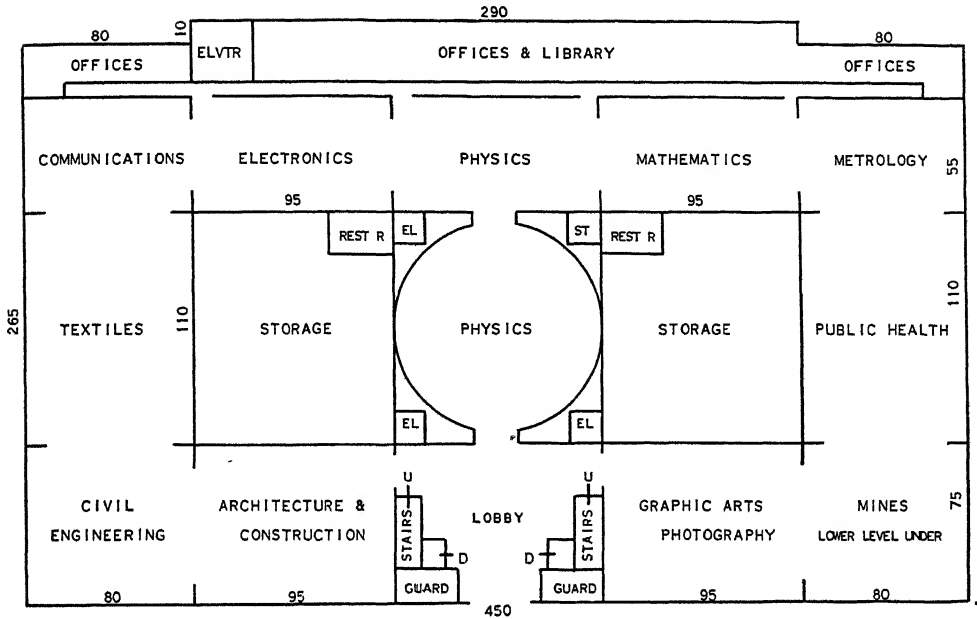 290
80
10
80
ELVTR
OFFICES & LIBRARY
OFFICES
OFFICES
COMMUNICATIONS
ELECTRONICS
PHYSICS
MATHEMATICS
METROLOGY
55
95
95
REST R
EL
ST
REST R
265
TEXTILES
110
STORAGE
PHYSICS
STORAGE
PUBLIC HEALTH
110
EL
EL
U
U
CIVIL
ENGINEERING
ARCHITECTURE &
CONSTRUCTION
STAIRS
LOBBY
STAIRS
GRAPHIC ARTS
PHOTOGRAPHY
MINES
LOWER LEVEL UNDER
75
D
D
GUARD
GUARD
80
95
450
95
80